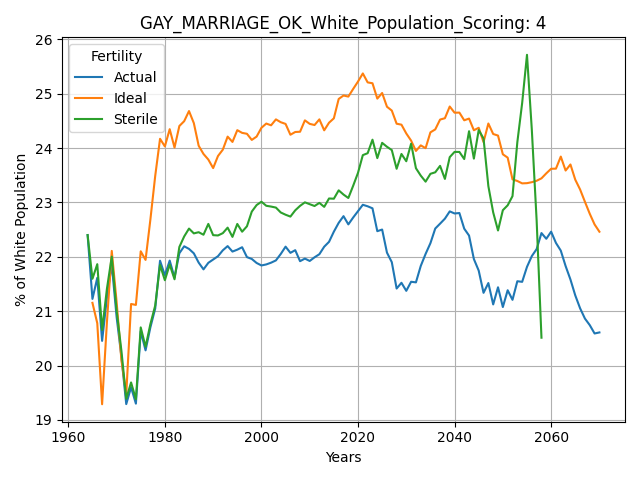 GAY_MARRIAGE_OK_White_Population_Scoring: 4
26
25
24
23
22
21
20
19
% of White Population
Fertility
Actual
Ideal
Sterile
1960 1980 2000 2020 2040 2060
Years